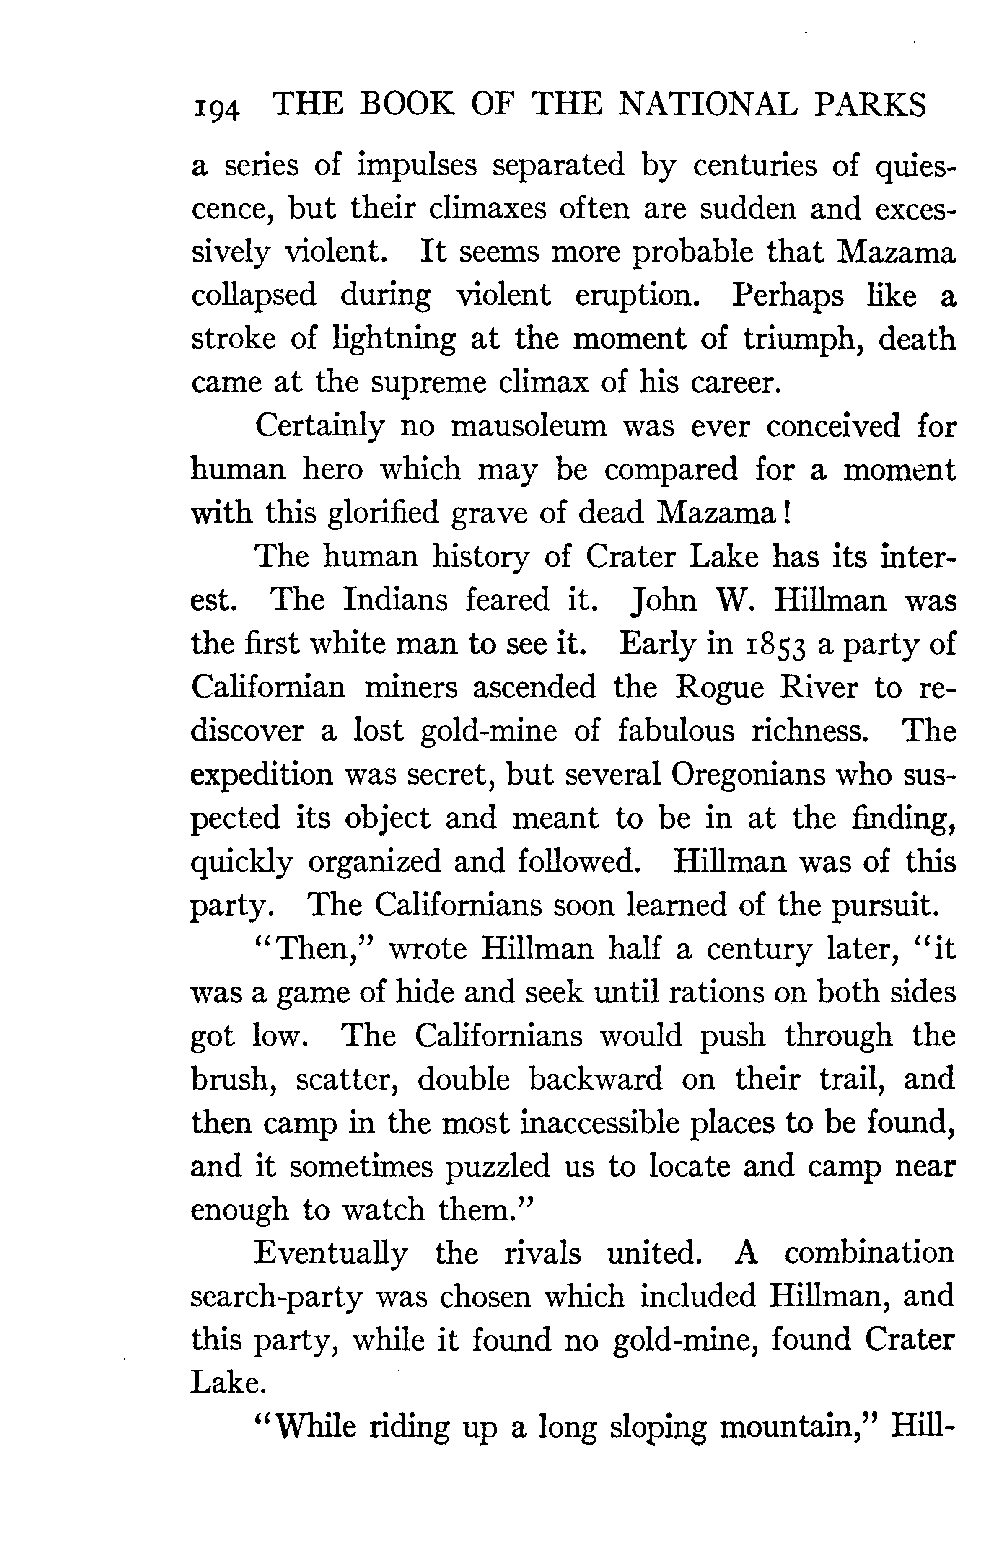 194 THE BOOK OF THE NATIONAL PARKS
a series of impulses separated by centuries of quies-
cence, but their climaxes often are sudden and exces-
sively violent. It seems more probable that Mazama
collapsed during violent eruption. Perhaps like a
stroke of lightning at the moment of triumph, death
came at the supreme climax of his career.
Certainly no mausoleum was ever conceived for
human hero which may be compared for a moment
with this glorified grave of dead Mazama!
The human history of Crater Lake has its inter-
est. The Indians feared it. John W. Hillman was
the first white man to see it. Early in 1853 a party of
Californian miners ascended the Rogue River to re-
discover a lost gold-mine of fabulous richness. The
expedition was secret, but several Oregonians who sus-
pected its object and meant to be in at the finding,
quickly organized and followed. Hillman was of this
party. The Californians soon learned of the pursuit.
"Then," wrote Hillman half a century later, "it
was a game of hide and seek until rations on both sides
got low. The Californians would push through the
brush, scatter, double backward on their trail, and
then camp in the most inaccessible places to be found,
and it sometimes puzzled us to locate and camp near
enough to watch them."
Eventually the rivals united. A combination
search-party was chosen which included Hillman, and
this party, while it found no gold-mine, found Crater
Lake.
"While riding up a long sloping mountain," Hill-